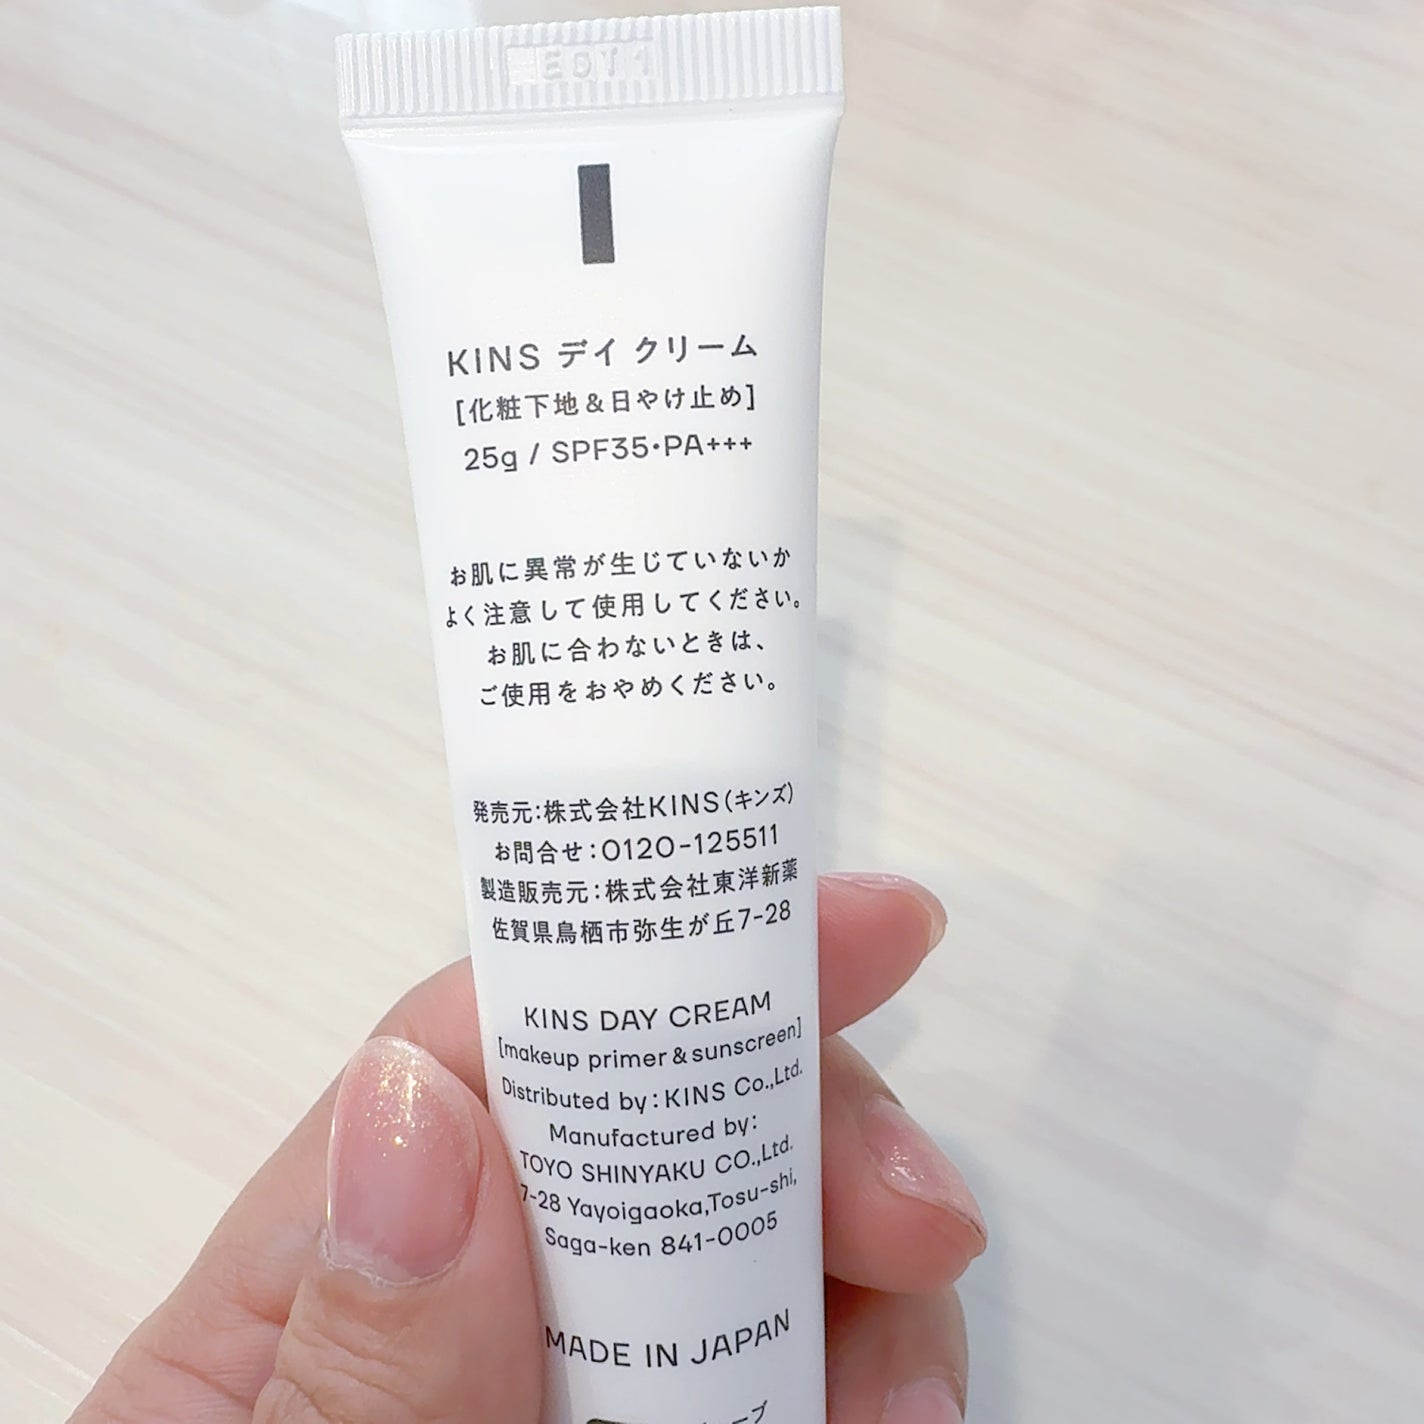 EDY1
KINS デイ クリーム
[化粧下地&日やけ止め]
25g / SPF35・PA+++
お肌に異常が生じていないか
よく注意して使用してください。
お肌に合わないときは、
ご使用をおやめください。
発売元:株式会社KINS(キンズ)
お問合せ:0120-125511
製造販売元:株式会社東洋新薬
佐賀県鳥栖市弥生が丘7-28
KINS DAY CREAM
[makeup primer & sunscreen]
Distributed by: KINS Co.,Ltd.
Manufactured by:
TOYO SHINYAKU CO.,Ltd.
7-28 Yayoigaoka,Tosu-shi,
Saga-ken 841-0005
MADE IN JAPAN